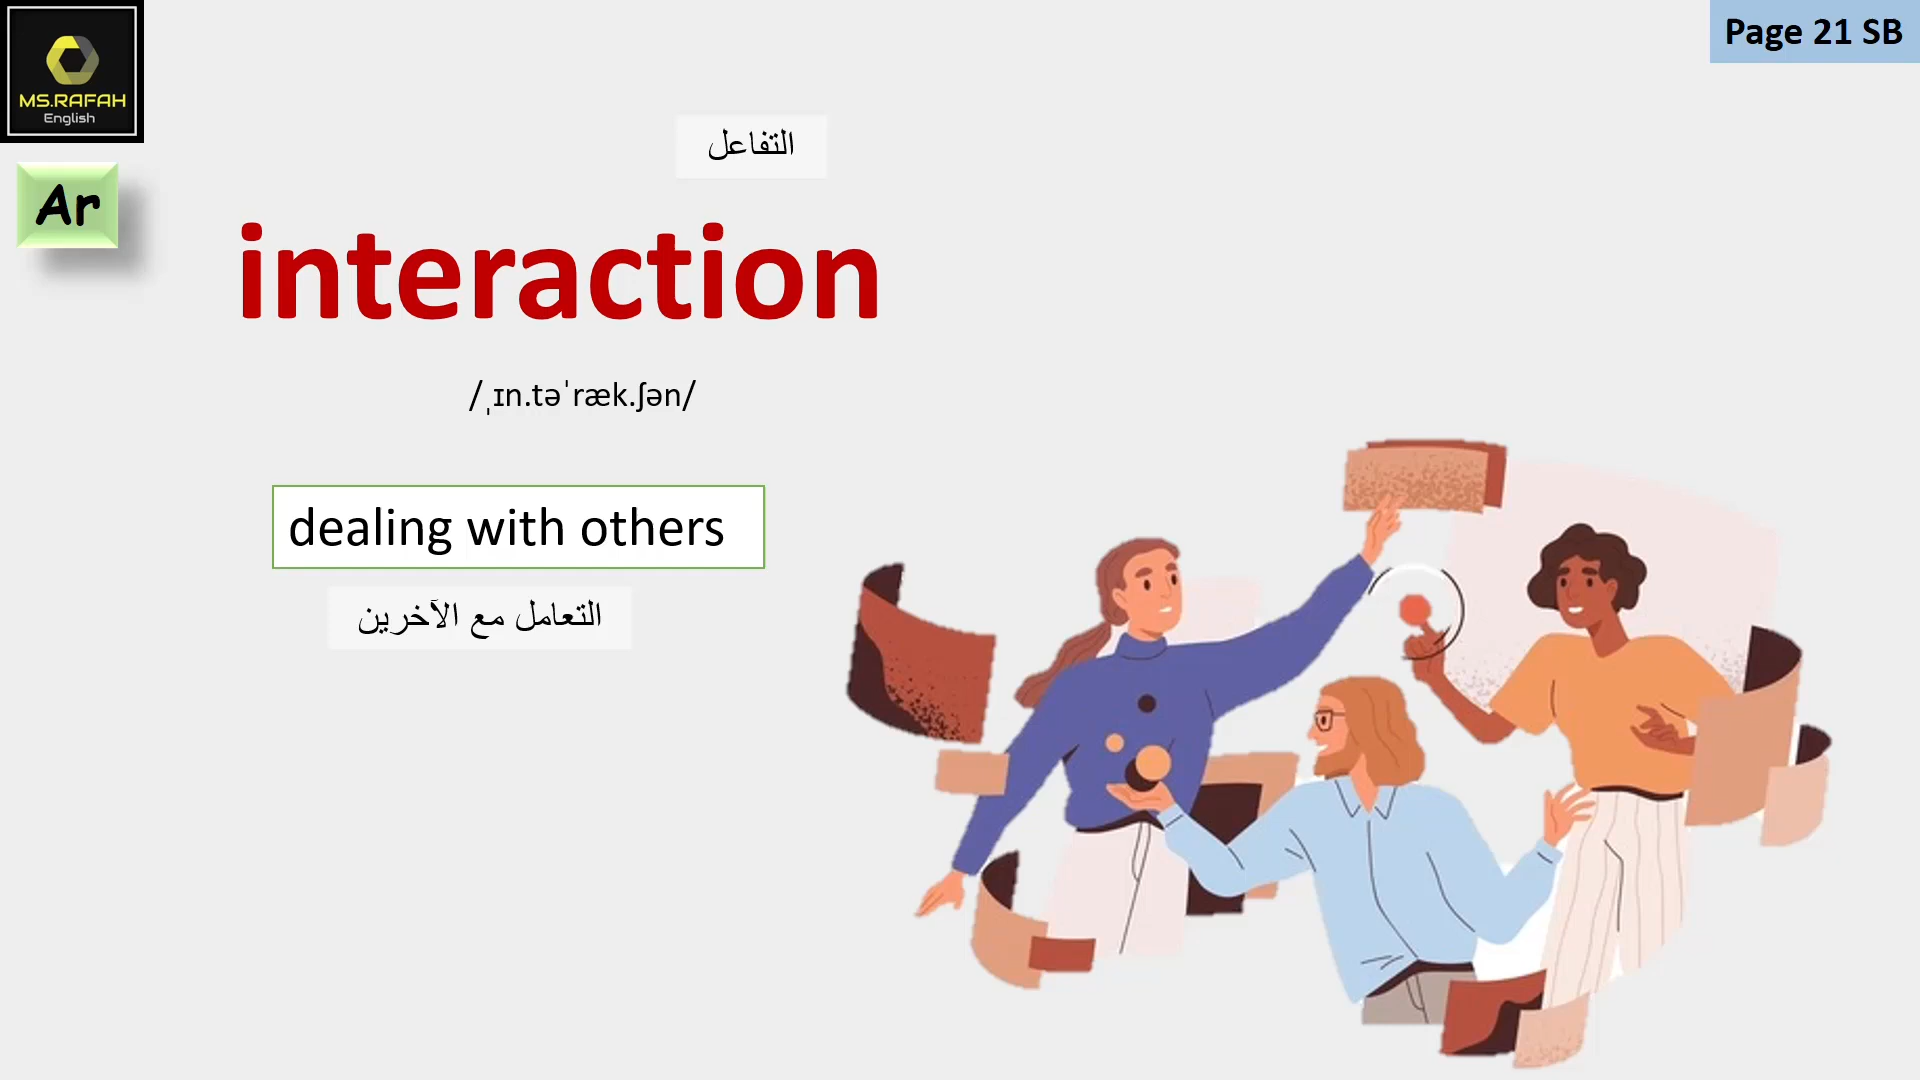 MS.RAFAH
English
Page 21 SB
Ar
التفاعل
interaction
/ˌɪn.təˈræk.ʃən/
dealing with others
التعامل مع الآخرين